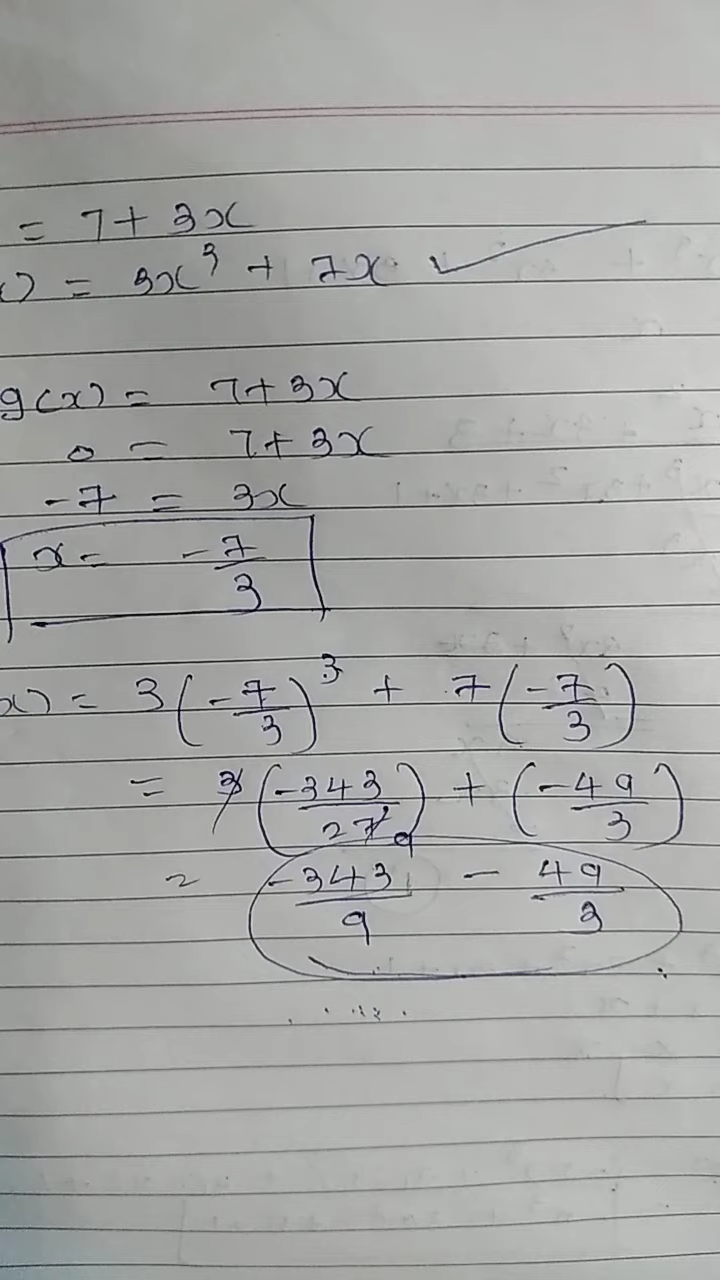 = 7 + 3x
x) = 3x³ + 7x ✓
g(x) = 7 + 3x
0 = 7 + 3x
-7 = 3x
x = -7/3
x) = 3(-7/3)³ + 7(-7/3)
= 3(-343/27 9) + (-49/3)
= -343/9 - 49/3